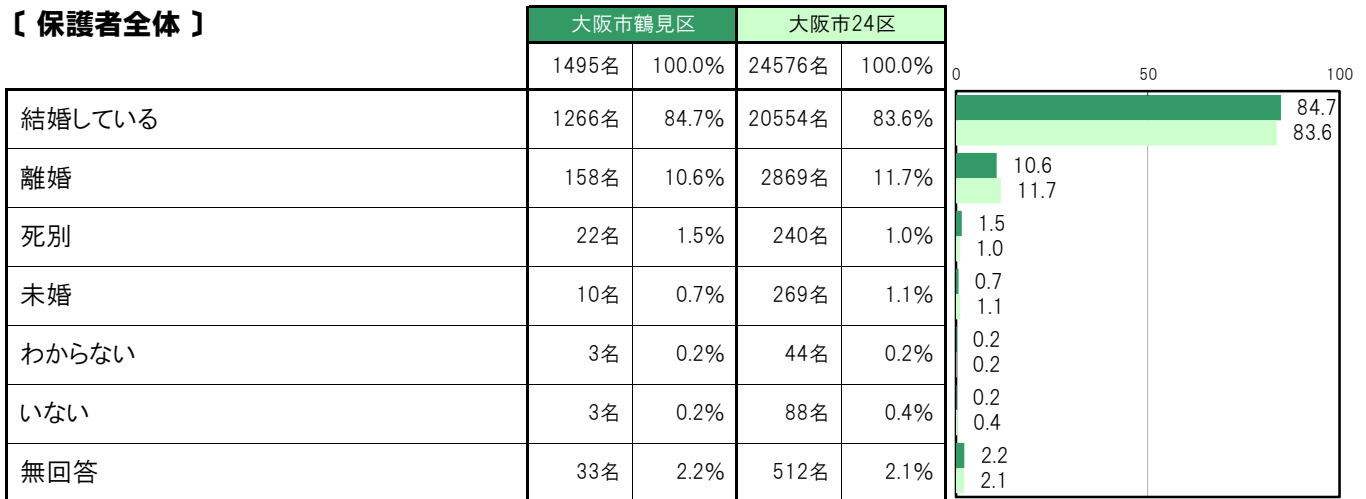 〔 保護者全体 〕
大阪市鶴見区 大阪市24区
1495名 100.0% 24576名 100.0%
0 50 100
結婚している 1266名 84.7% 20554名 83.6%
84.7
83.6
離婚 158名 10.6% 2869名 11.7%
10.6
11.7
死別 22名 1.5% 240名 1.0%
1.5
1.0
未婚 10名 0.7% 269名 1.1%
0.7
1.1
わからない 3名 0.2% 44名 0.2%
0.2
0.2
いない 3名 0.2% 88名 0.4%
0.2
0.4
無回答 33名 2.2% 512名 2.1%
2.2
2.1